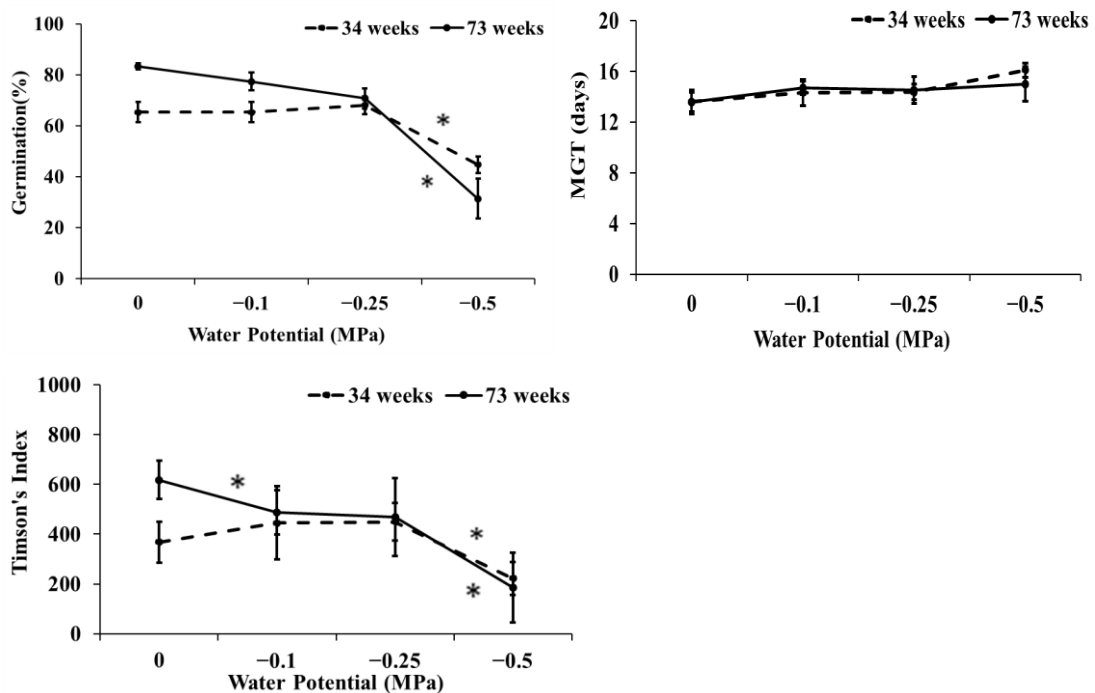 34 weeks 73 weeks
Germination(%)
100
80
60
40
20
0
*
*
0 −0.1 −0.25 −0.5
Water Potential (MPa)
34 weeks 73 weeks
MGT (days)
20
16
12
8
4
0
0 −0.1 −0.25 −0.5
Water Potential (MPa)
34 weeks 73 weeks
Timson's Index
1000
800
600
400
200
0
*
*
*
0 −0.1 −0.25 −0.5
Water Potential (MPa)